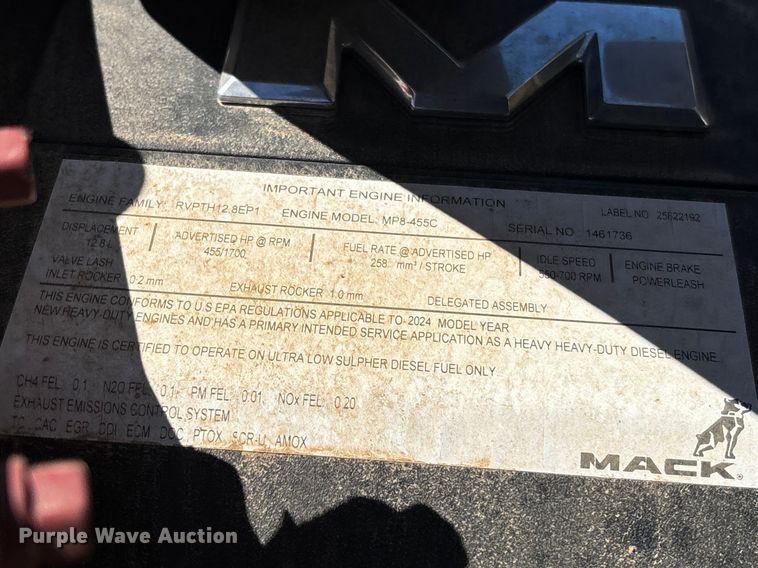 M
IMPORTANT ENGINE INFORMATION
LABEL NO 25622192
ENGINE FAMILY: RVPTH12.8EP1 ENGINE MODEL: MP8-455C SERIAL NO 1461736
DISPLACEMENT 12.8 L
ADVERTISED HP @ RPM 455/1700
FUEL RATE @ ADVERTISED HP 258 mm³ / STROKE
IDLE SPEED 550-700 RPM
ENGINE BRAKE POWERLEASH
VALVE LASH
INLET ROCKER 0.2 mm EXHAUST ROCKER 1.0 mm DELEGATED ASSEMBLY
THIS ENGINE CONFORMS TO U.S EPA REGULATIONS APPLICABLE TO 2024 MODEL YEAR
NEW HEAVY-DUTY ENGINES AND HAS A PRIMARY INTENDED SERVICE APPLICATION AS A HEAVY HEAVY-DUTY DIESEL ENGINE
THIS ENGINE IS CERTIFIED TO OPERATE ON ULTRA LOW SULPHER DIESEL FUEL ONLY
CH4 FEL: 0.1 N2O FEL: 0.1 PM FEL: 0.01 NOx FEL: 0.20
EXHAUST EMISSIONS CONTROL SYSTEM
TC CAC EGR DDI ECM DOC PTOX SCR-U AMOX
MACK
Purple Wave Auction